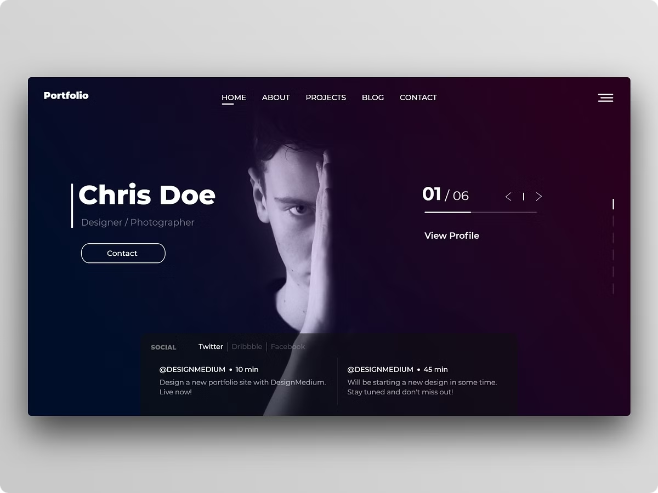 Portfolio
HOME ABOUT PROJECTS BLOG CONTACT
Chris Doe
Designer / Photographer
Contact
01 / 06
View Profile
SOCIAL Twitter Dribbble Facebook
@DESIGNMEDIUM • 10 min
Design a new portfolio site with DesignMedium.
Live now!
@DESIGNMEDIUM • 45 min
Will be starting a new design in some time.
Stay tuned and don't miss out!